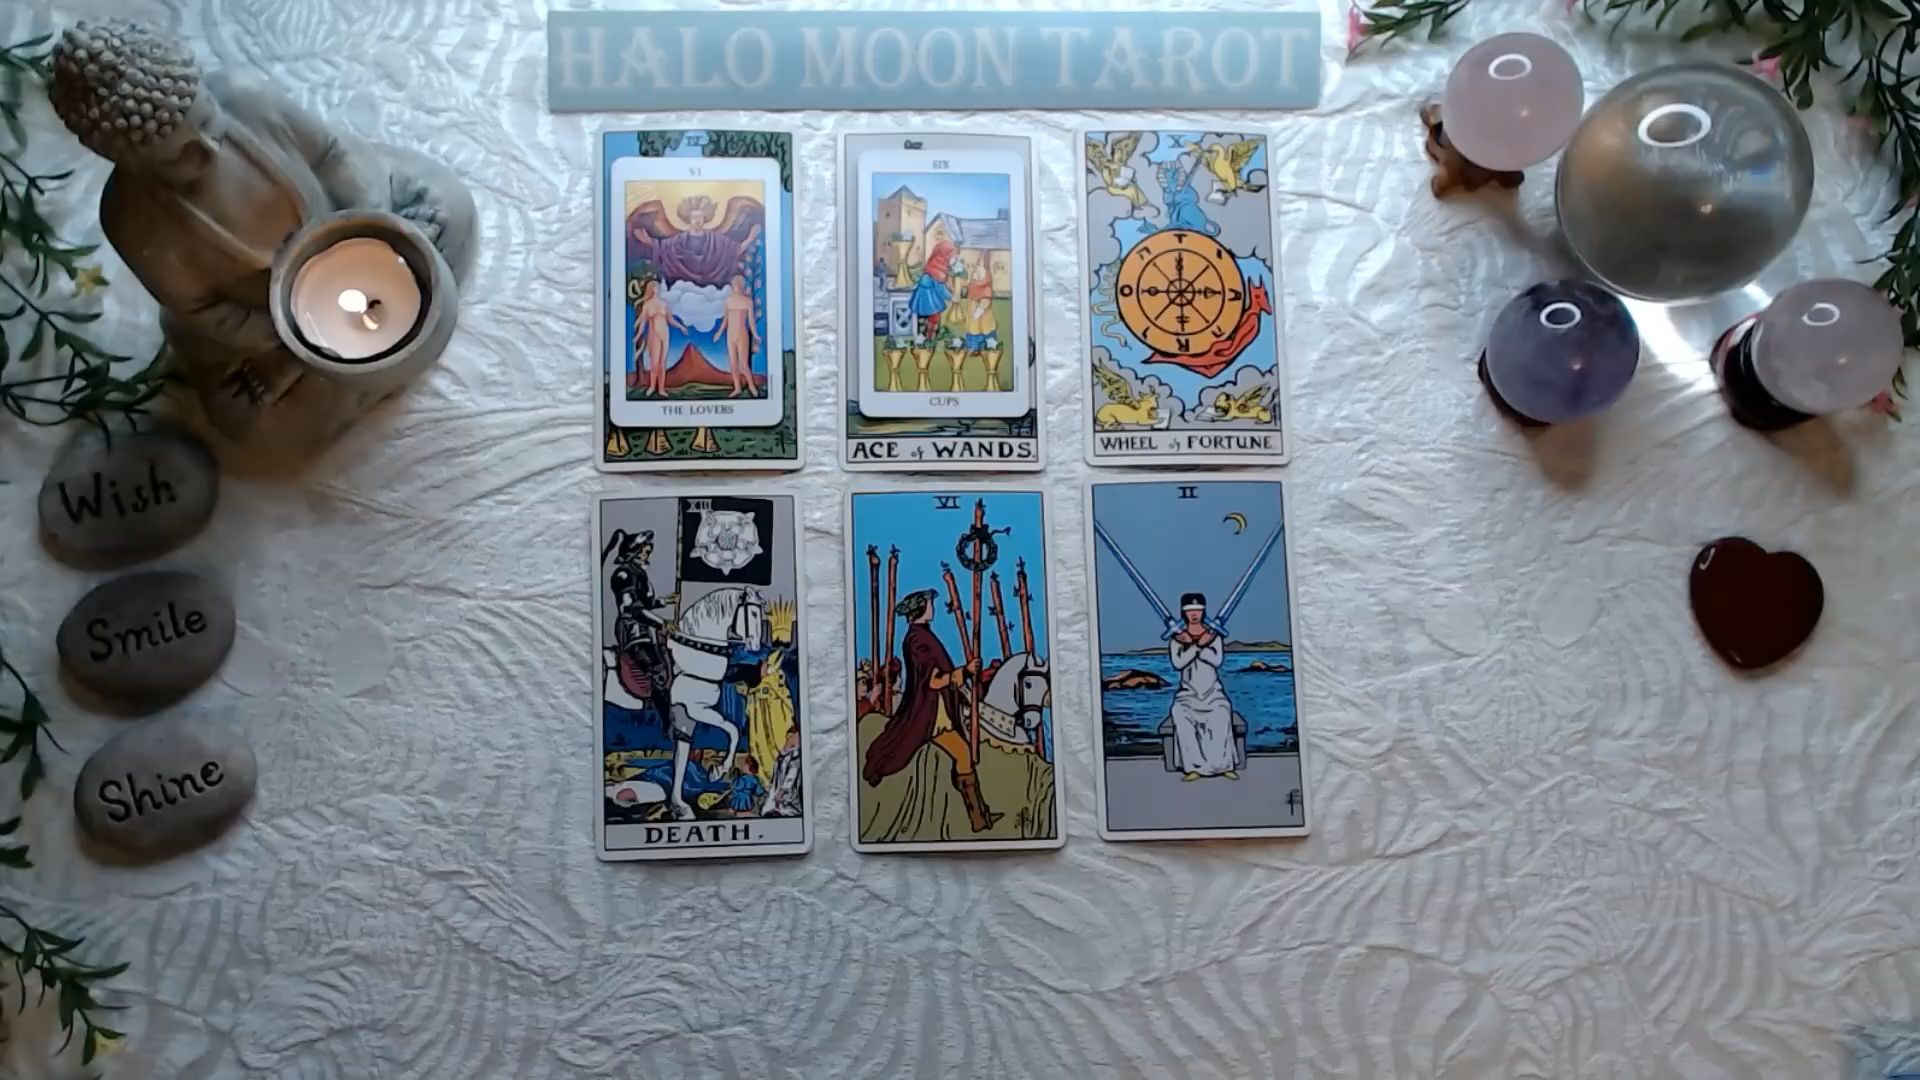 HALO MOON TAROT
VI
THE LOVERS
SIX
CUPS
ACE of WANDS.
X
WHEEL of FORTUNE.
XIII
DEATH.
VI
II
Wish
Smile
Shine